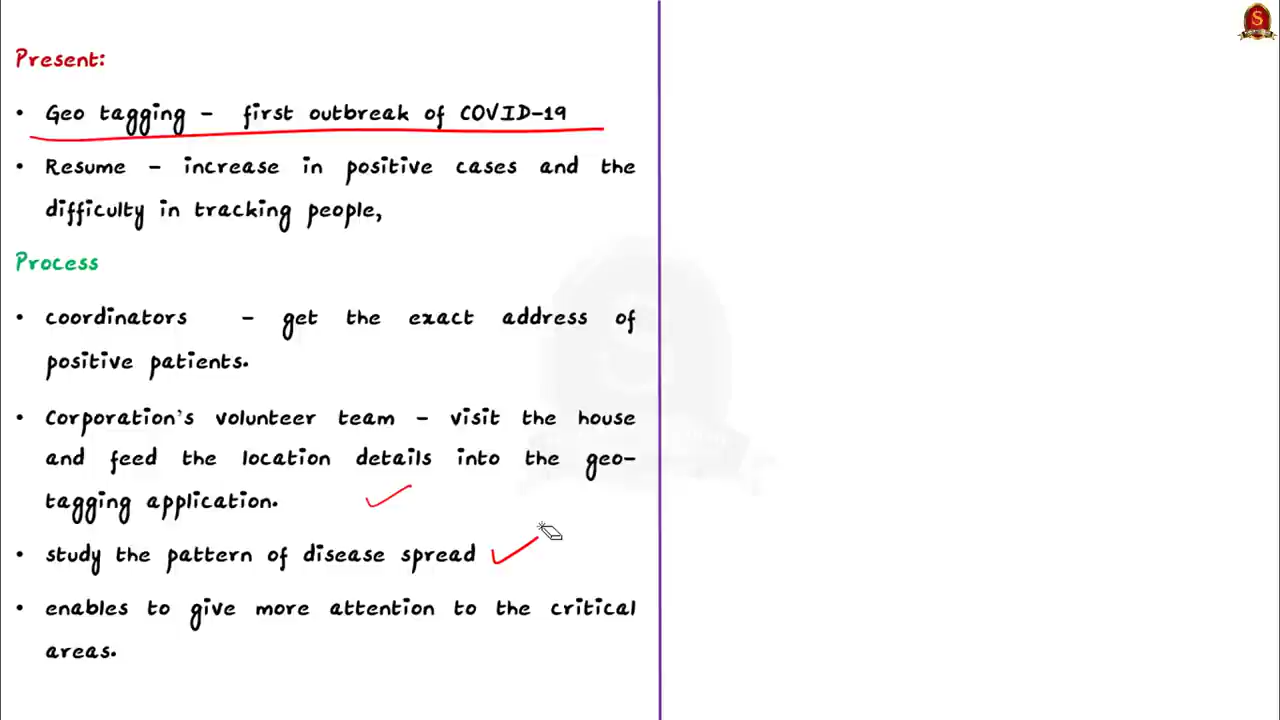 Present:
• Geo tagging - first outbreak of COVID-19
• Resume - increase in positive cases and the
difficulty in tracking people,
Process
• coordinators - get the exact address of
positive patients.
• Corporation's volunteer team - visit the house
and feed the location details into the geo-
tagging application.
• study the pattern of disease spread
• enables to give more attention to the critical
areas.